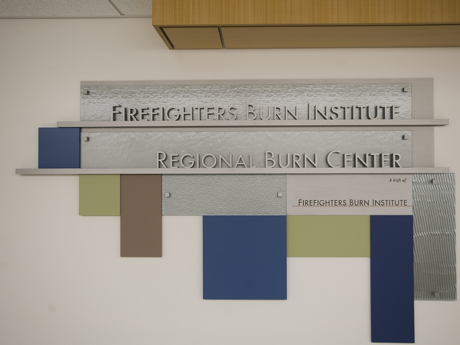 Firefighters Burn Institute
Regional Burn Center
A Gift of
Firefighters Burn Institute